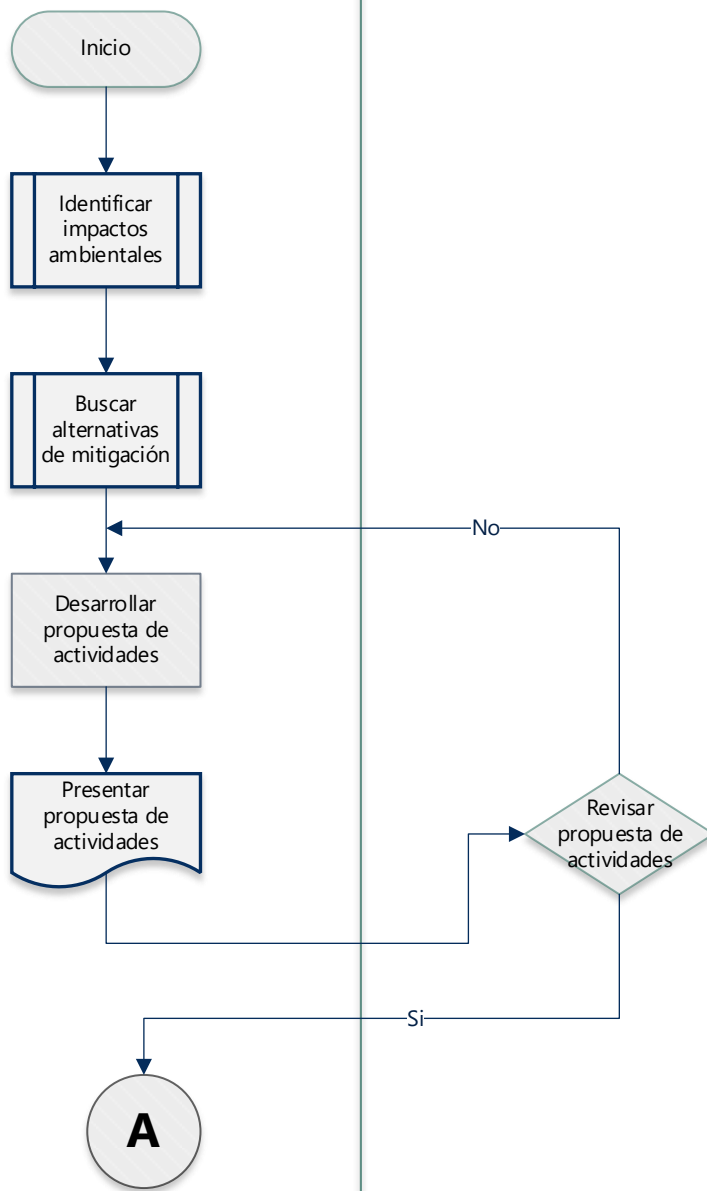 Inicio
Identificar
impactos
ambientales
Buscar
alternativas
de mitigación
No
Desarrollar
propuesta de
actividades
Presentar
propuesta de
actividades
Revisar
propuesta de
actividades
Si
A